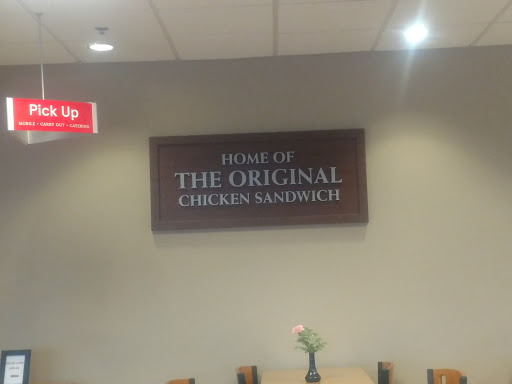 Pick Up
MOBILE • CARRY OUT • CATERING
HOME OF
THE ORIGINAL
CHICKEN SANDWICH